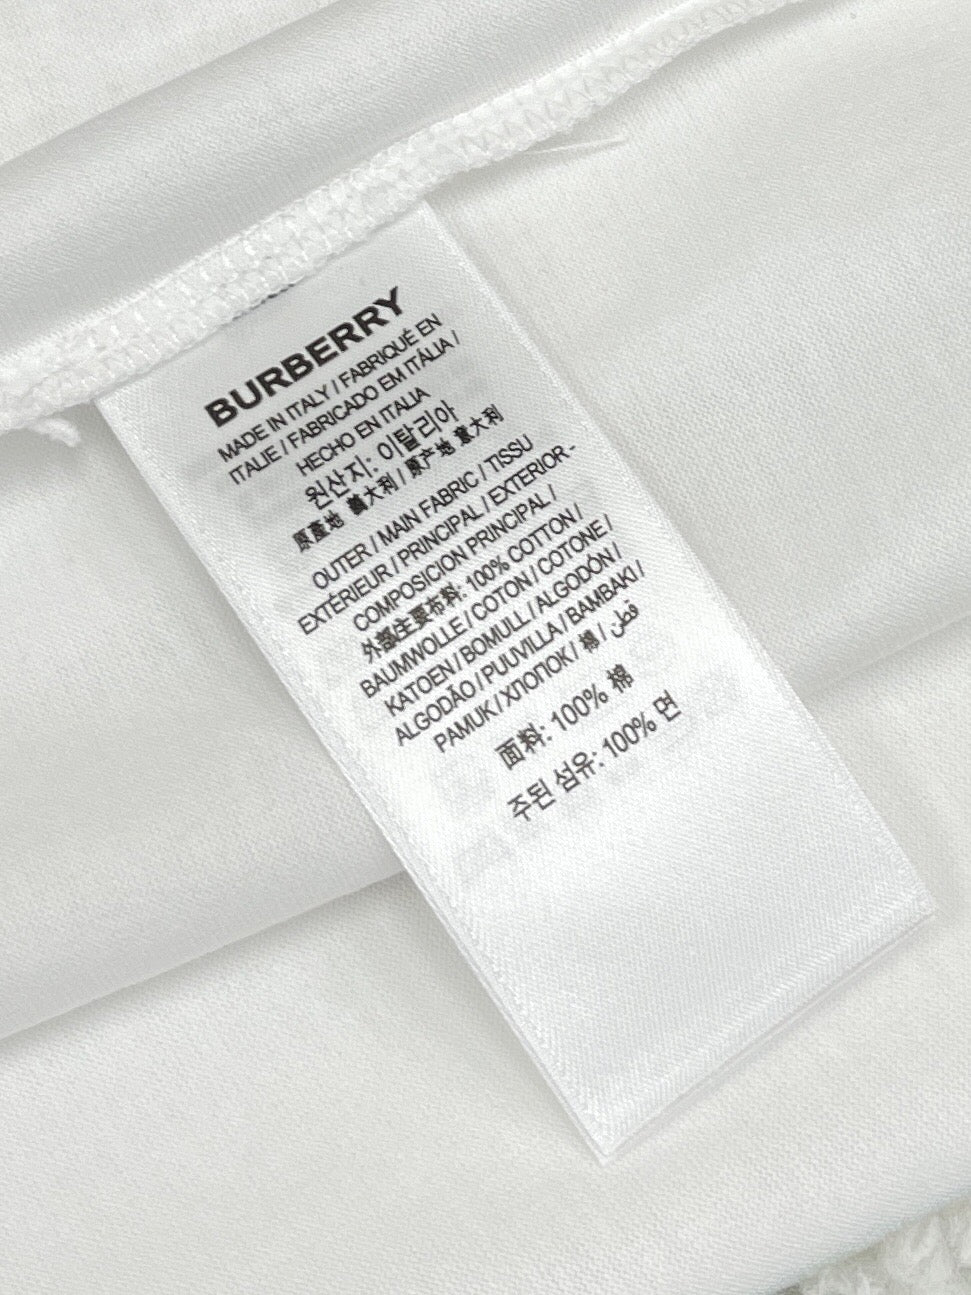 BURBERRY
MADE IN ITALY / FABRIQUÉ EN
ITALIE / FABRICADO EM ITÁLIA /
HECHO EN ITALIA
원산지: 이탈리아
原産地 義大利 / 原产地 意大利
OUTER / MAIN FABRIC / TISSU
EXTÉRIEUR / PRINCIPAL / EXTERIOR -
COMPOSICION PRINCIPAL /
外部主要布料: 100% COTTON /
BAUMWOLLE / COTON / COTONE /
KATOEN / BOMULL / ALGODÓN /
ALGODÃO / PUUVILLA / BAMBAKI /
PAMUK / ХЛОПОК / 棉 / قطن
面料: 100% 棉
주된 섬유: 100% 면